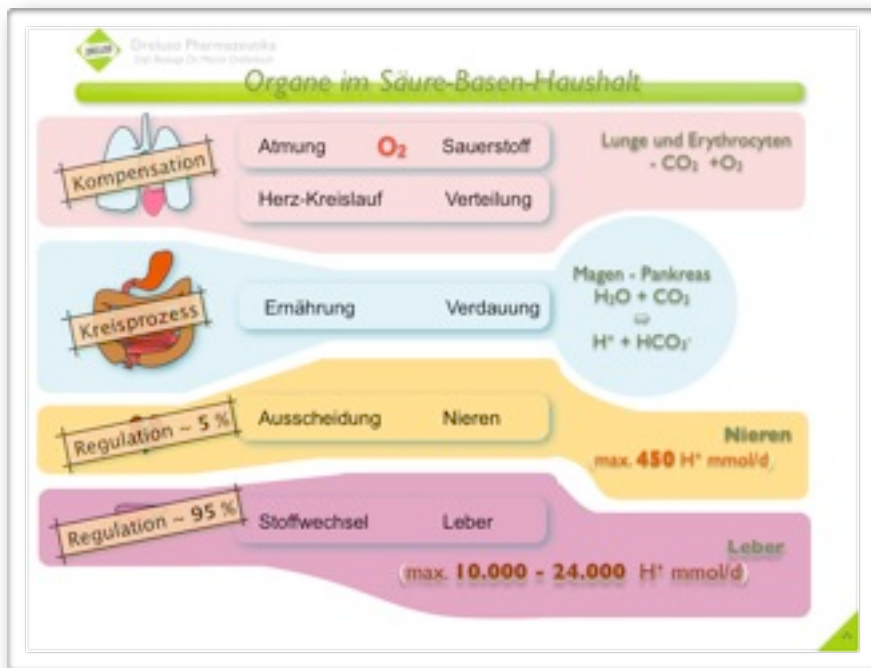 Dreluso Pharmazeutika
Organe im Säure-Basen-Haushalt
Kompensation
Atmung O₂ Sauerstoff
Herz-Kreislauf Verteilung
Lunge und Erythrocyten
- CO₂ +O₂
Kreisprozess
Ernährung Verdauung
Magen - Pankreas
H₂O + CO₂
⇔
H⁺ + HCO₃⁻
Regulation ~ 5 %
Ausscheidung Nieren
Nieren
(max. 450 H⁺ mmol/d)
Regulation ~ 95 %
Stoffwechsel Leber
Leber
(max. 10.000 - 24.000 H⁺ mmol/d)